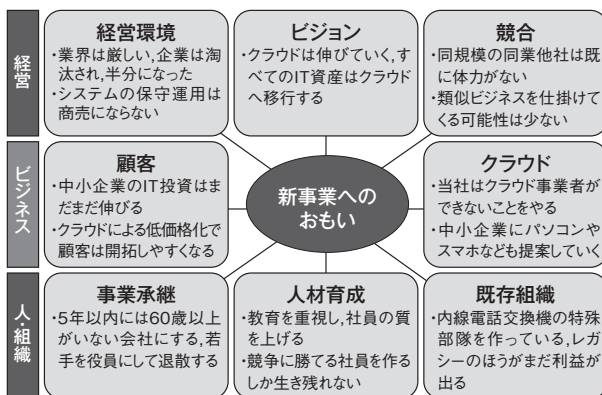 経営
経営環境
・業界は厳しい,企業は淘
汰され,半分になった
・システムの保守運用は
商売にならない
ビジョン
・クラウドは伸びていく,す
べてのIT資産はクラウド
へ移行する
競合
・同規模の同業他社は既
に体力がない
・類似ビジネスを仕掛けて
くる可能性は少ない
ビジネス
顧客
・中小企業のIT投資はま
だまだ伸びる
・クラウドによる低価格化で
顧客は開拓しやすくなる
新事業への
おもい
クラウド
・当社はクラウド事業者が
できないことをやる
・中小企業にパソコンや
スマホなども提案していく
人・組織
事業承継
・5年以内には60歳以上
がいない会社にする,若
手を役員にして退散する
人材育成
・教育を重視し,社員の質
を上げる
・競争に勝てる社員を作る
しか生き残れない
既存組織
・内線電話交換機の特殊
部隊を作っている,レガ
シーのほうがまだ利益が
出る